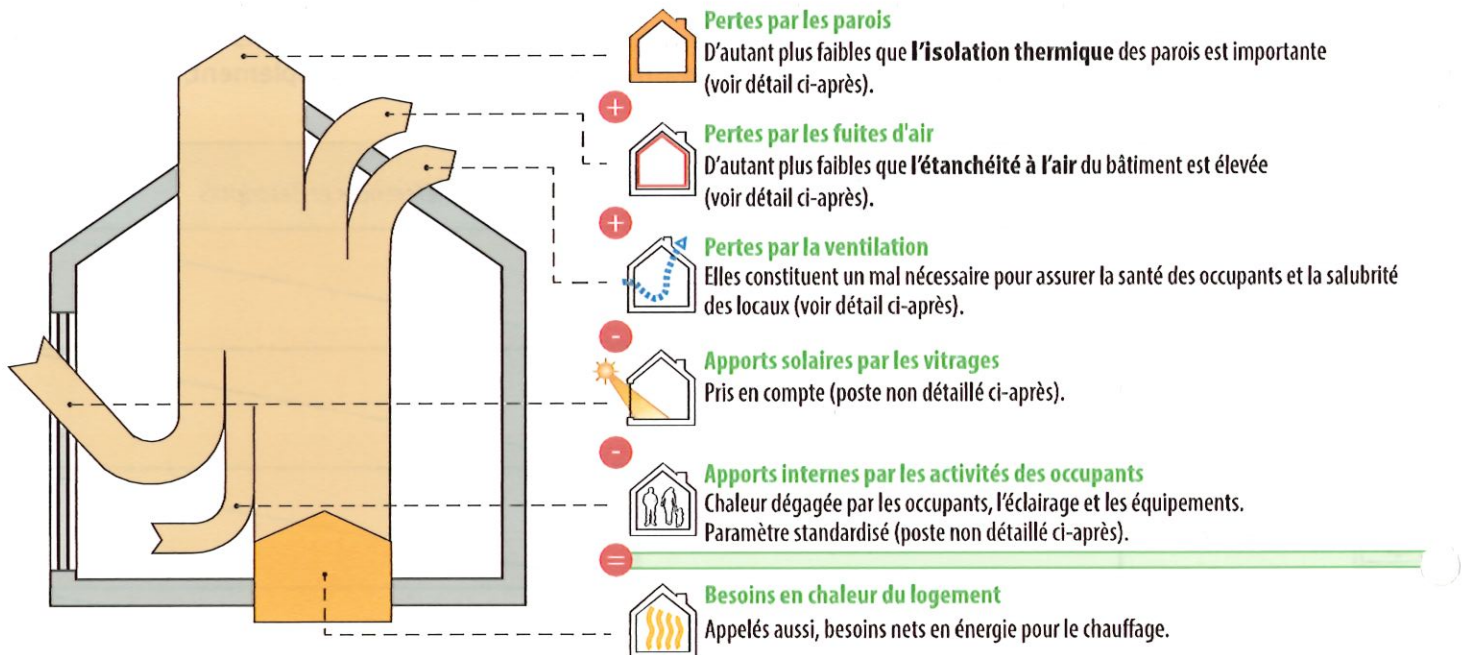 Pertes par les parois
D'autant plus faibles que l'isolation thermique des parois est importante
(voir détail ci-après).
+
Pertes par les fuites d'air
D'autant plus faibles que l'étanchéité à l'air du bâtiment est élevée
(voir détail ci-après).
+
Pertes par la ventilation
Elles constituent un mal nécessaire pour assurer la santé des occupants et la salubrité
des locaux (voir détail ci-après).
-
Apports solaires par les vitrages
Pris en compte (poste non détaillé ci-après).
-
Apports internes par les activités des occupants
Chaleur dégagée par les occupants, l'éclairage et les équipements.
Paramètre standardisé (poste non détaillé ci-après).
=
Besoins en chaleur du logement
Appelés aussi, besoins nets en énergie pour le chauffage.